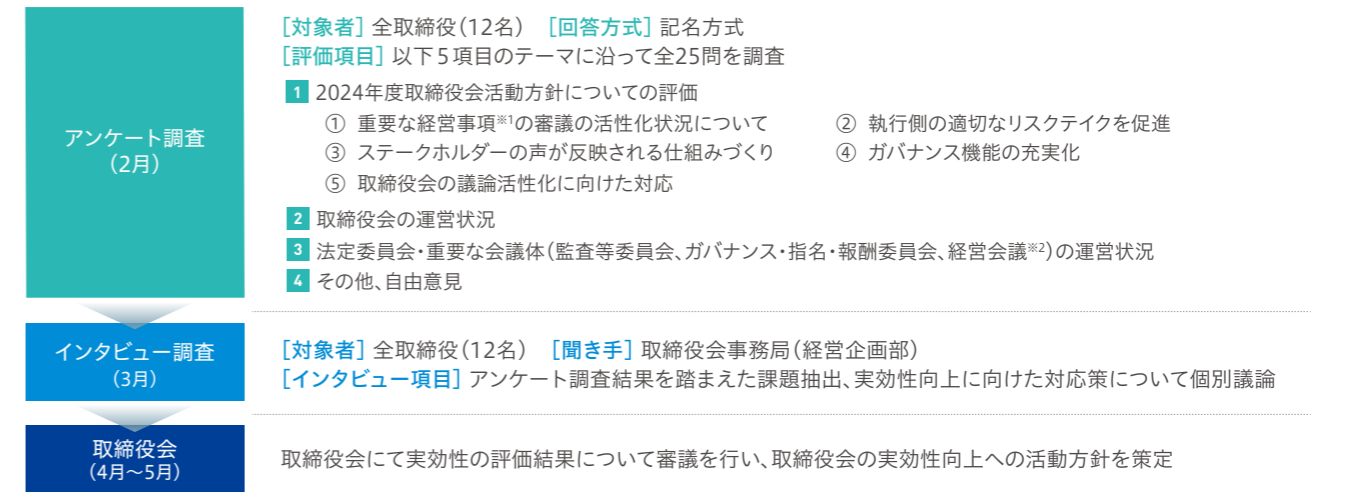 アンケート調査
（2月）
［対象者］全取締役（12名） ［回答方式］記名方式
［評価項目］以下5項目のテーマに沿って全25問を調査
1 2024年度取締役会活動方針についての評価
① 重要な経営事項※1の審議の活性化状況について ② 執行側の適切なリスクテイクを促進
③ ステークホルダーの声が反映される仕組みづくり ④ ガバナンス機能の充実化
⑤ 取締役会の議論活性化に向けた対応
2 取締役会の運営状況
3 法定委員会・重要な会議体（監査等委員会、ガバナンス・指名・報酬委員会、経営会議※2）の運営状況
4 その他、自由意見
インタビュー調査
（3月）
［対象者］全取締役（12名） ［聞き手］取締役会事務局（経営企画部）
［インタビュー項目］アンケート調査結果を踏まえた課題抽出、実効性向上に向けた対応策について個別議論
取締役会
（4月～5月）
取締役会にて実効性の評価結果について審議を行い、取締役会の実効性向上への活動方針を策定